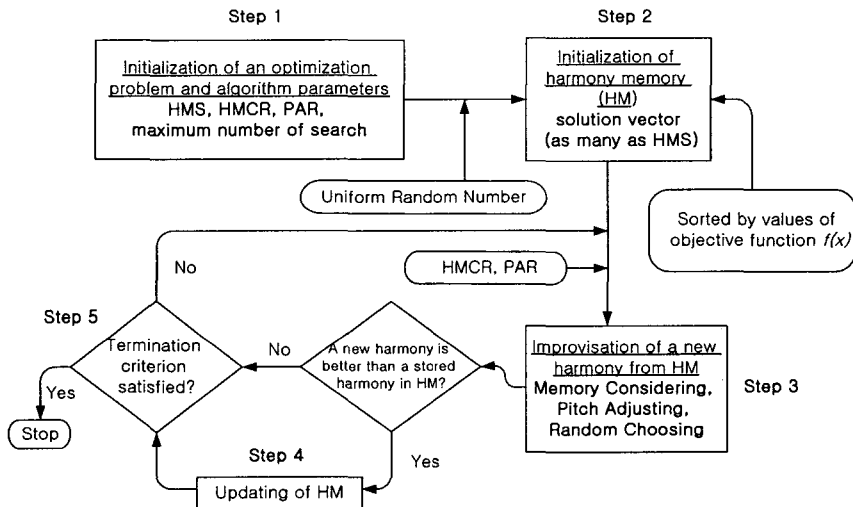 Step 1
Initialization of an optimization
problem and algorithm parameters
HMS, HMCR, PAR,
maximum number of search
Step 2
Initialization of
harmony memory
(HM)
solution vector
(as many as HMS)
Uniform Random Number
Sorted by values of
objective function f(x)
HMCR, PAR
No
Step 5
Termination
criterion
satisfied?
Yes
Stop
No
A new harmony is
better than a stored
harmony in HM?
Improvisation of a new
harmony from HM
Memory Considering,
Pitch Adjusting,
Random Choosing
Step 3
Step 4
Yes
Updating of HM